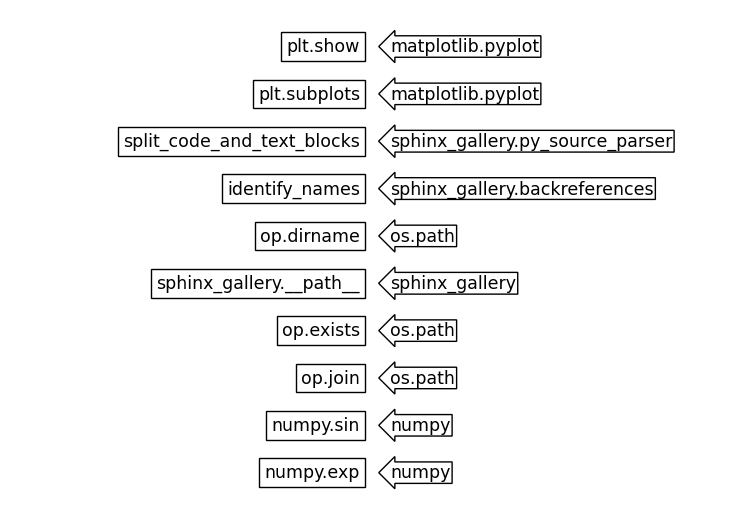 plt.show matplotlib.pyplot
plt.subplots matplotlib.pyplot
split_code_and_text_blocks sphinx_gallery.py_source_parser
identify_names sphinx_gallery.backreferences
op.dirname os.path
sphinx_gallery.__path__ sphinx_gallery
op.exists os.path
op.join os.path
numpy.sin numpy
numpy.exp numpy